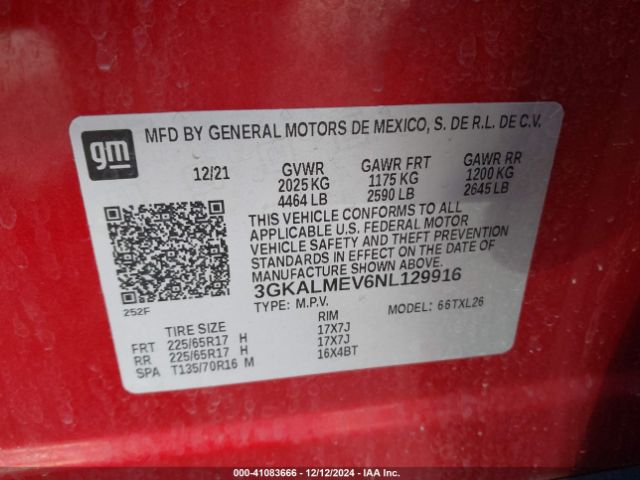 gm
MFD BY GENERAL MOTORS DE MEXICO, S. DE R.L. DE C.V.
12/21 GVWR GAWR FRT GAWR RR
2025 KG 1175 KG 1200 KG
4464 LB 2590 LB 2645 LB
THIS VEHICLE CONFORMS TO ALL
APPLICABLE U.S. FEDERAL MOTOR
VEHICLE SAFETY AND THEFT PREVENTION
STANDARDS IN EFFECT ON THE DATE OF
MANUFACTURE SHOWN ABOVE.
3GKALMEV6NL129916
252F TYPE: M.P.V. MODEL: 66TXL26
TIRE SIZE RIM
FRT 225/65R17 H 17X7J
RR 225/65R17 H 17X7J
SPA T135/70R16 M 16X4BT
000-41083666 - 12/12/2024 - IAA Inc.